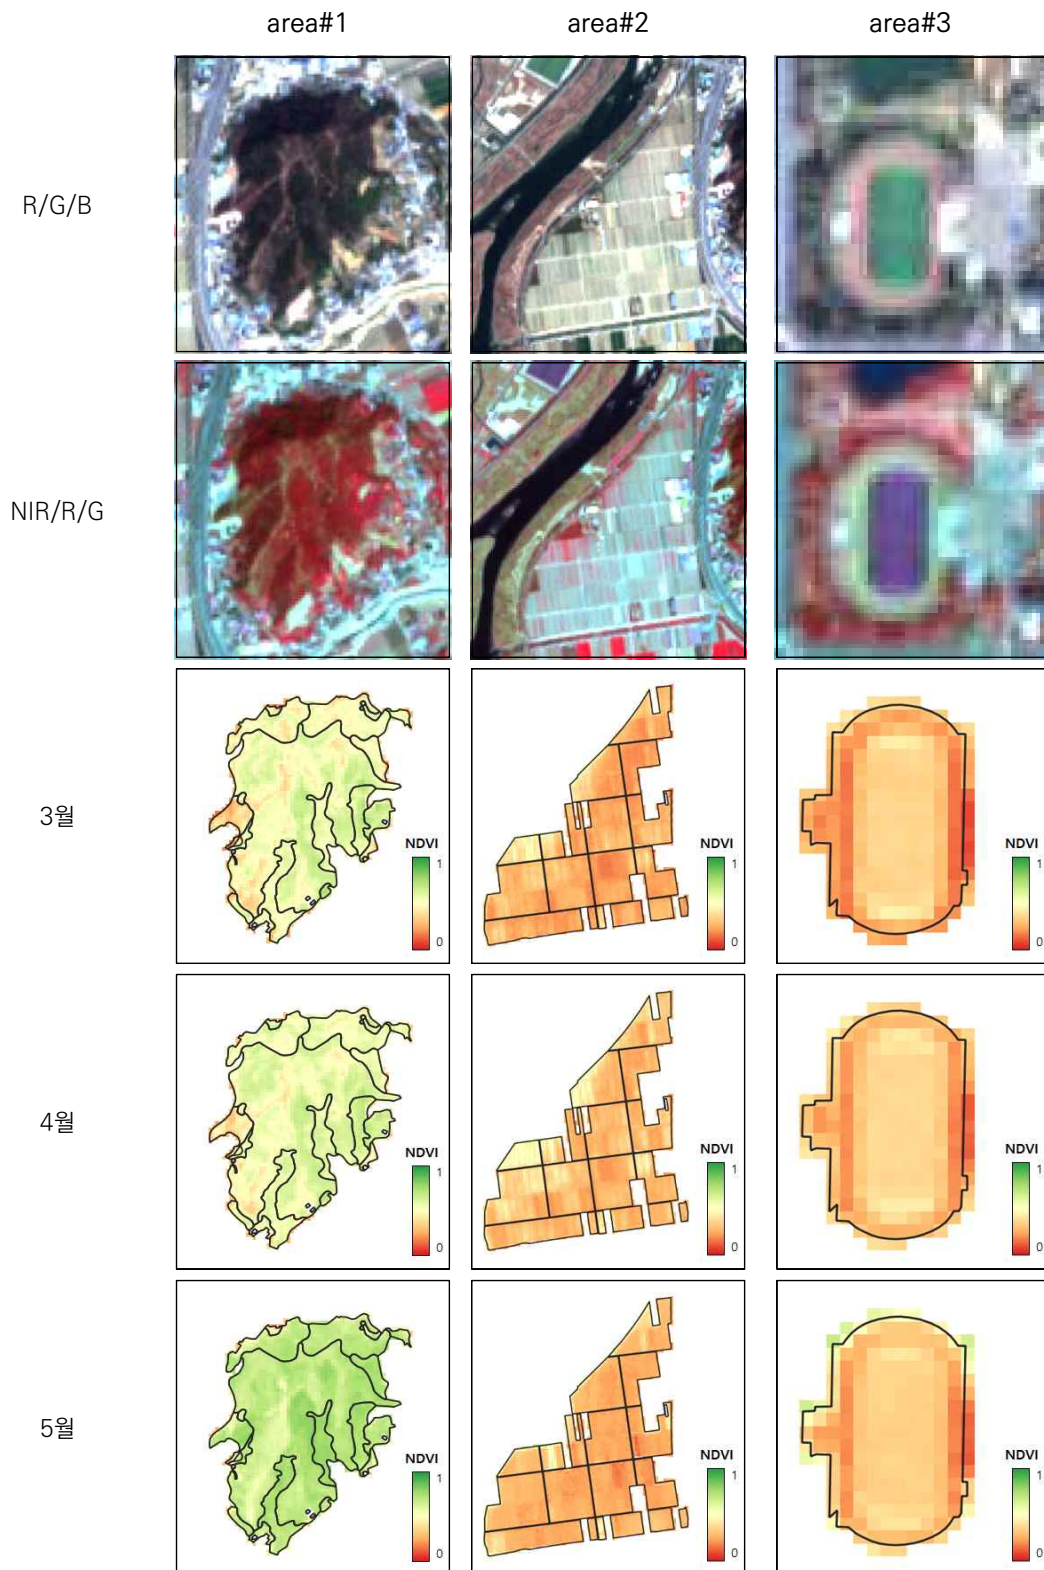 area#1 area#2 area#3
R/G/B
NIR/R/G
3월
NDVI 1 0 NDVI 1 0 NDVI 1 0
4월
NDVI 1 0 NDVI 1 0 NDVI 1 0
5월
NDVI 1 0 NDVI 1 0 NDVI 1 0